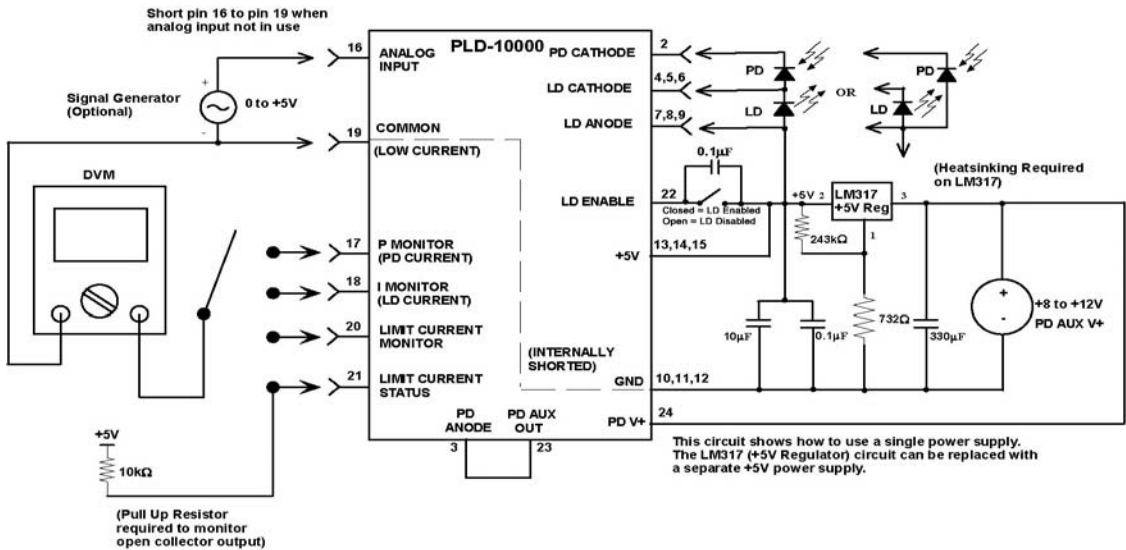 Short pin 16 to pin 19 when
analog input not in use
16
ANALOG
INPUT
PLD-10000
PD CATHODE
2
PD
PD
LD CATHODE
4,5,6
OR
LD
LD
LD ANODE
7,8,9
+
Signal Generator
(Optional)
0 to +5V
-
19
COMMON
(LOW CURRENT)
0.1µF
(Heatsinking Required
on LM317)
DVM
LD ENABLE
22
Closed = LD Enabled
Open = LD Disabled
+5V
2
LM317
+5V Reg
3
1
243kΩ
+5V
13,14,15
17
P MONITOR
(PD CURRENT)
18
I MONITOR
(LD CURRENT)
20
LIMIT CURRENT
MONITOR
10µF
0.1µF
732Ω
330µF
+
-
+8 to +12V
PD AUX V+
(INTERNALLY
SHORTED)
21
LIMIT CURRENT
STATUS
GND
10,11,12
PD
ANODE
PD AUX
OUT
PD V+
24
3
23
+5V
10kΩ
This circuit shows how to use a single power supply.
The LM317 (+5V Regulator) circuit can be replaced with
a separate +5V power supply.
(Pull Up Resistor
required to monitor
open collector output)